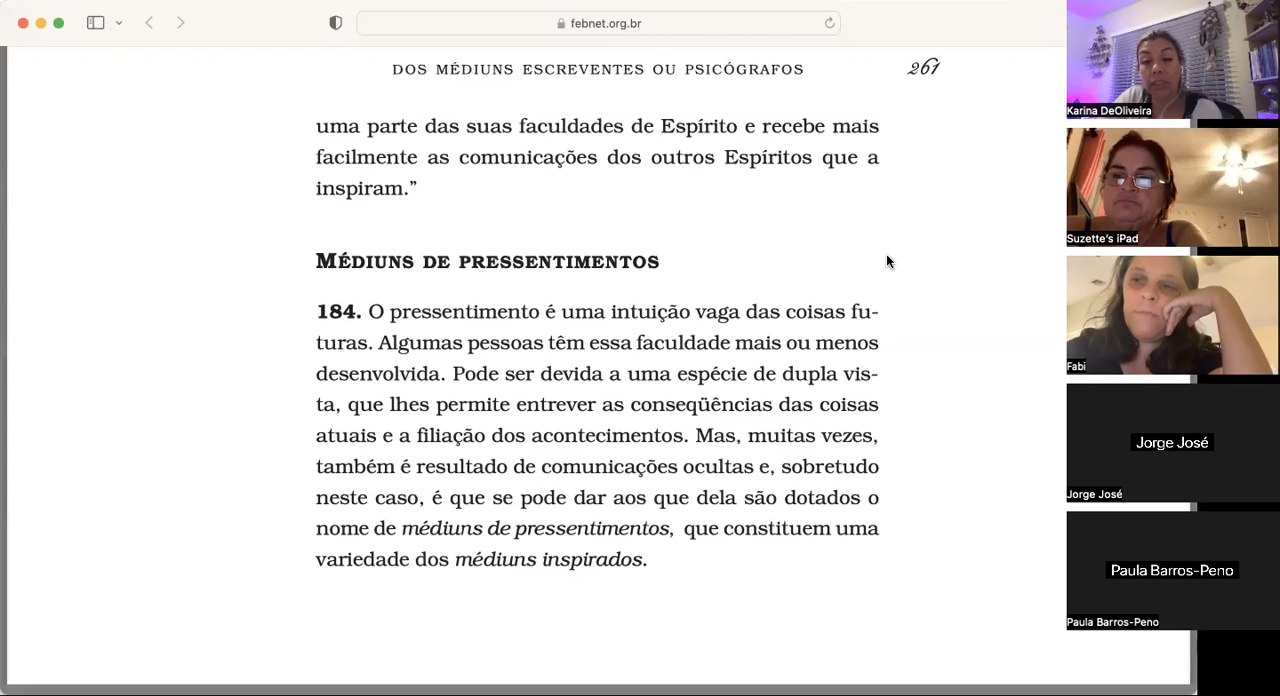 febnet.org.br
DOS MÉDIUNS ESCREVENTES OU PSICÓGRAFOS 261
uma parte das suas faculdades de Espírito e recebe mais
facilmente as comunicações dos outros Espíritos que a
inspiram.”
MÉDIUNS DE PRESSENTIMENTOS
184. O pressentimento é uma intuição vaga das coisas fu-
turas. Algumas pessoas têm essa faculdade mais ou menos
desenvolvida. Pode ser devida a uma espécie de dupla vis-
ta, que lhes permite entrever as conseqüências das coisas
atuais e a filiação dos acontecimentos. Mas, muitas vezes,
também é resultado de comunicações ocultas e, sobretudo
neste caso, é que se pode dar aos que dela são dotados o
nome de médiuns de pressentimentos, que constituem uma
variedade dos médiuns inspirados.
Karina DeOliveira
Suzette's iPad
Fabi
Jorge José
Jorge José
Paula Barros-Peno
Paula Barros-Peno